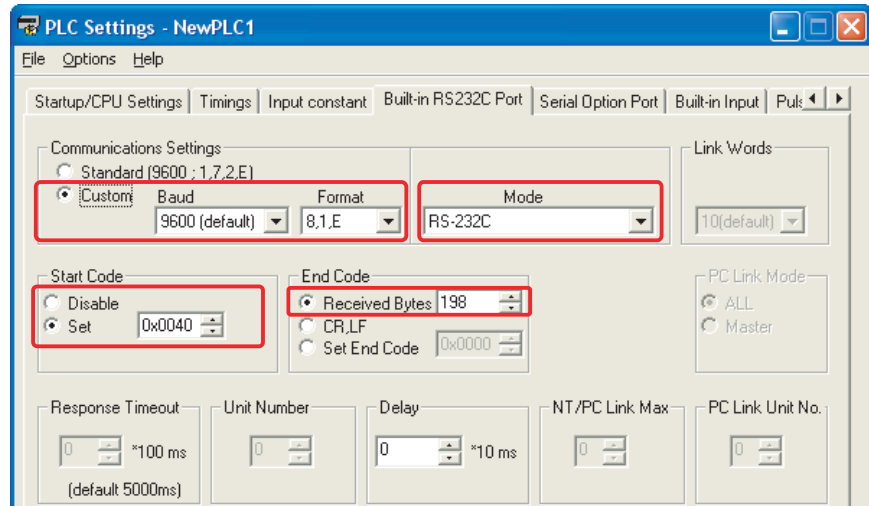 PLC Settings - NewPLC1
File Options Help
Startup/CPU Settings Timings Input constant Built-in RS232C Port Serial Option Port Built-in Input Puls
Communications Settings Link Words
Standard (9600 ; 1,7,2,E)
Custom Baud Format Mode
9600 (default) 8,1,E RS-232C 10(default)
Start Code End Code PC Link Mode
Disable Received Bytes 198 ALL
Set 0x0040 CR,LF Master
Set End Code 0x0000
Response Timeout Unit Number Delay NT/PC Link Max PC Link Unit No.
0 *100 ms 0 0 *10 ms 0 0
(default 5000ms)